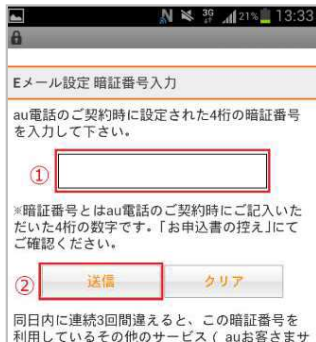 3G 21% 13:33
Eメール設定 暗証番号入力
au電話のご契約時に設定された4桁の暗証番号
を入力して下さい。
①
※暗証番号とはau電話のご契約時にご記入いた
だいた4桁の数字です。「お申込書の控え」にて
ご確認ください。
② 送信 クリア
同日内に連続3回間違えると、この暗証番号を
利用しているその他のサービス( auお客さまサ